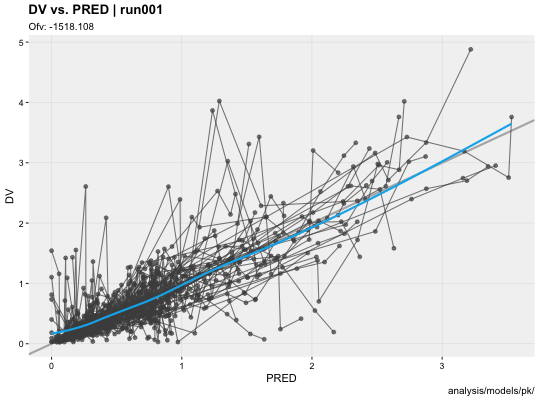 DV vs. PRED | run001
Ofv: -1518.108
5
4
3
2
1
0
DV
0
1
2
3
PRED
analysis/models/pk/